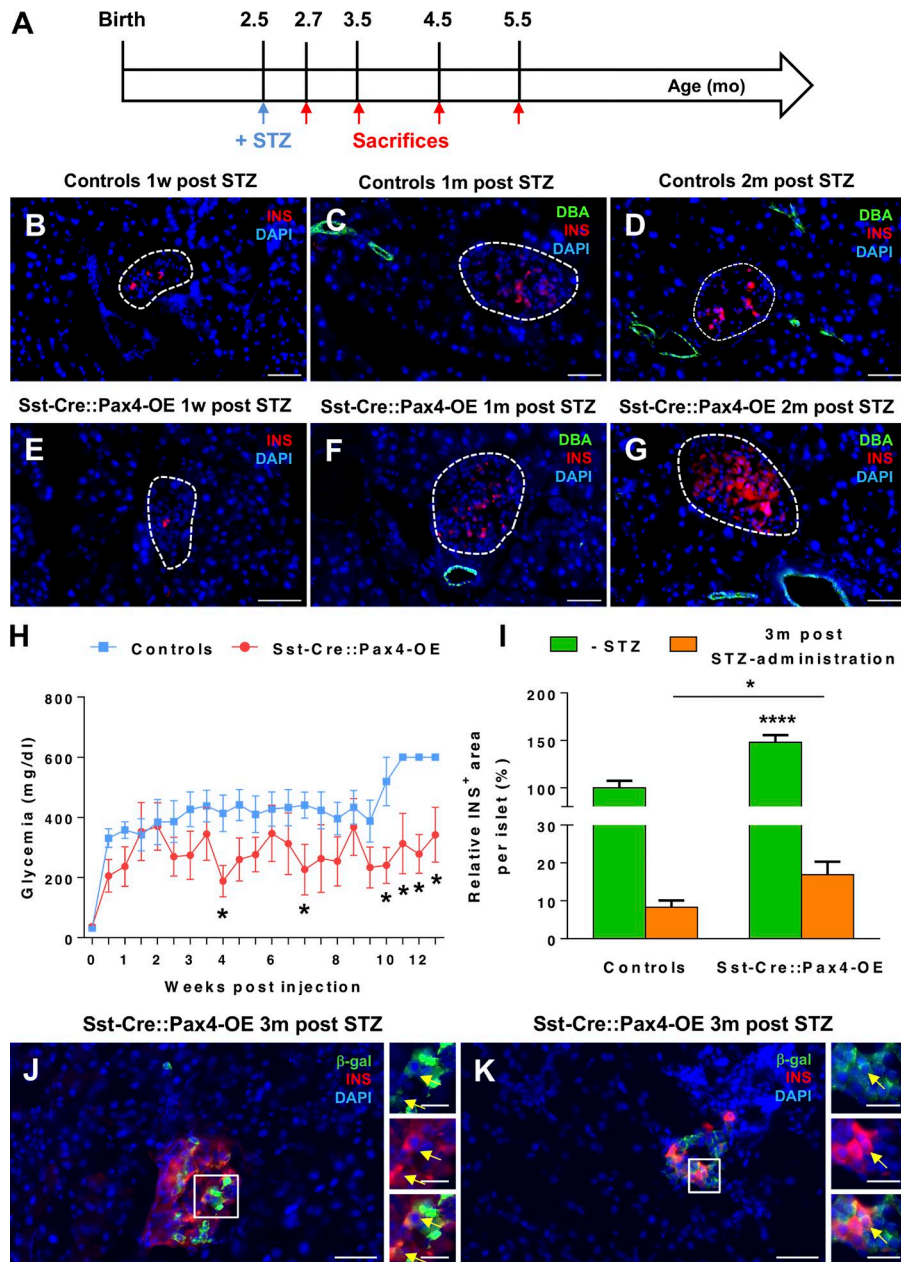 A
Birth 2.5 2.7 3.5 4.5 5.5
Age (mo)
+ STZ Sacrifices
Controls 1w post STZ
Controls 1m post STZ
Controls 2m post STZ
B
INS
DAPI
C
DBA
INS
DAPI
D
DBA
INS
DAPI
Sst-Cre::Pax4-OE 1w post STZ
Sst-Cre::Pax4-OE 1m post STZ
Sst-Cre::Pax4-OE 2m post STZ
E
INS
DAPI
F
DBA
INS
DAPI
G
DBA
INS
DAPI
H
Controls Sst-Cre::Pax4-OE
Glycemia (mg/dl)
800
600
400
200
0
* * * * * *
0 1 2 3 4 6 8 10 12
Weeks post injection
I
- STZ
3m post
STZ-administration
Relative INS+ area
per islet (%)
200
150
100
20
10
0
*
****
Controls Sst-Cre::Pax4-OE
Sst-Cre::Pax4-OE 3m post STZ
Sst-Cre::Pax4-OE 3m post STZ
J
β-gal
INS
DAPI
K
β-gal
INS
DAPI